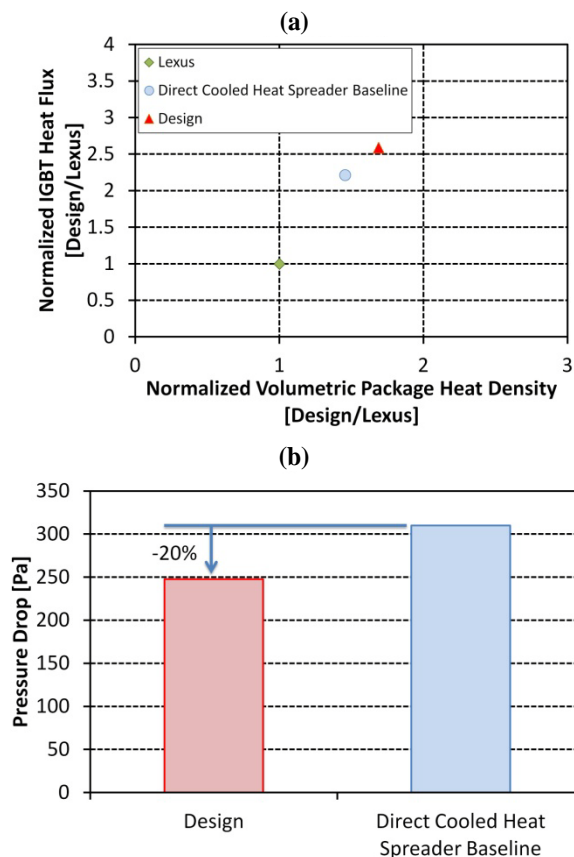 (a)
Normalized IGBT Heat Flux
[Design/Lexus]
4
3.5
3
2.5
2
1.5
1
0.5
0
Lexus
Direct Cooled Heat Spreader Baseline
Design
0 1 2 3
Normalized Volumetric Package Heat Density
[Design/Lexus]
(b)
Pressure Drop [Pa]
350
300
250
200
150
100
50
0
-20%
Design
Direct Cooled Heat
Spreader Baseline